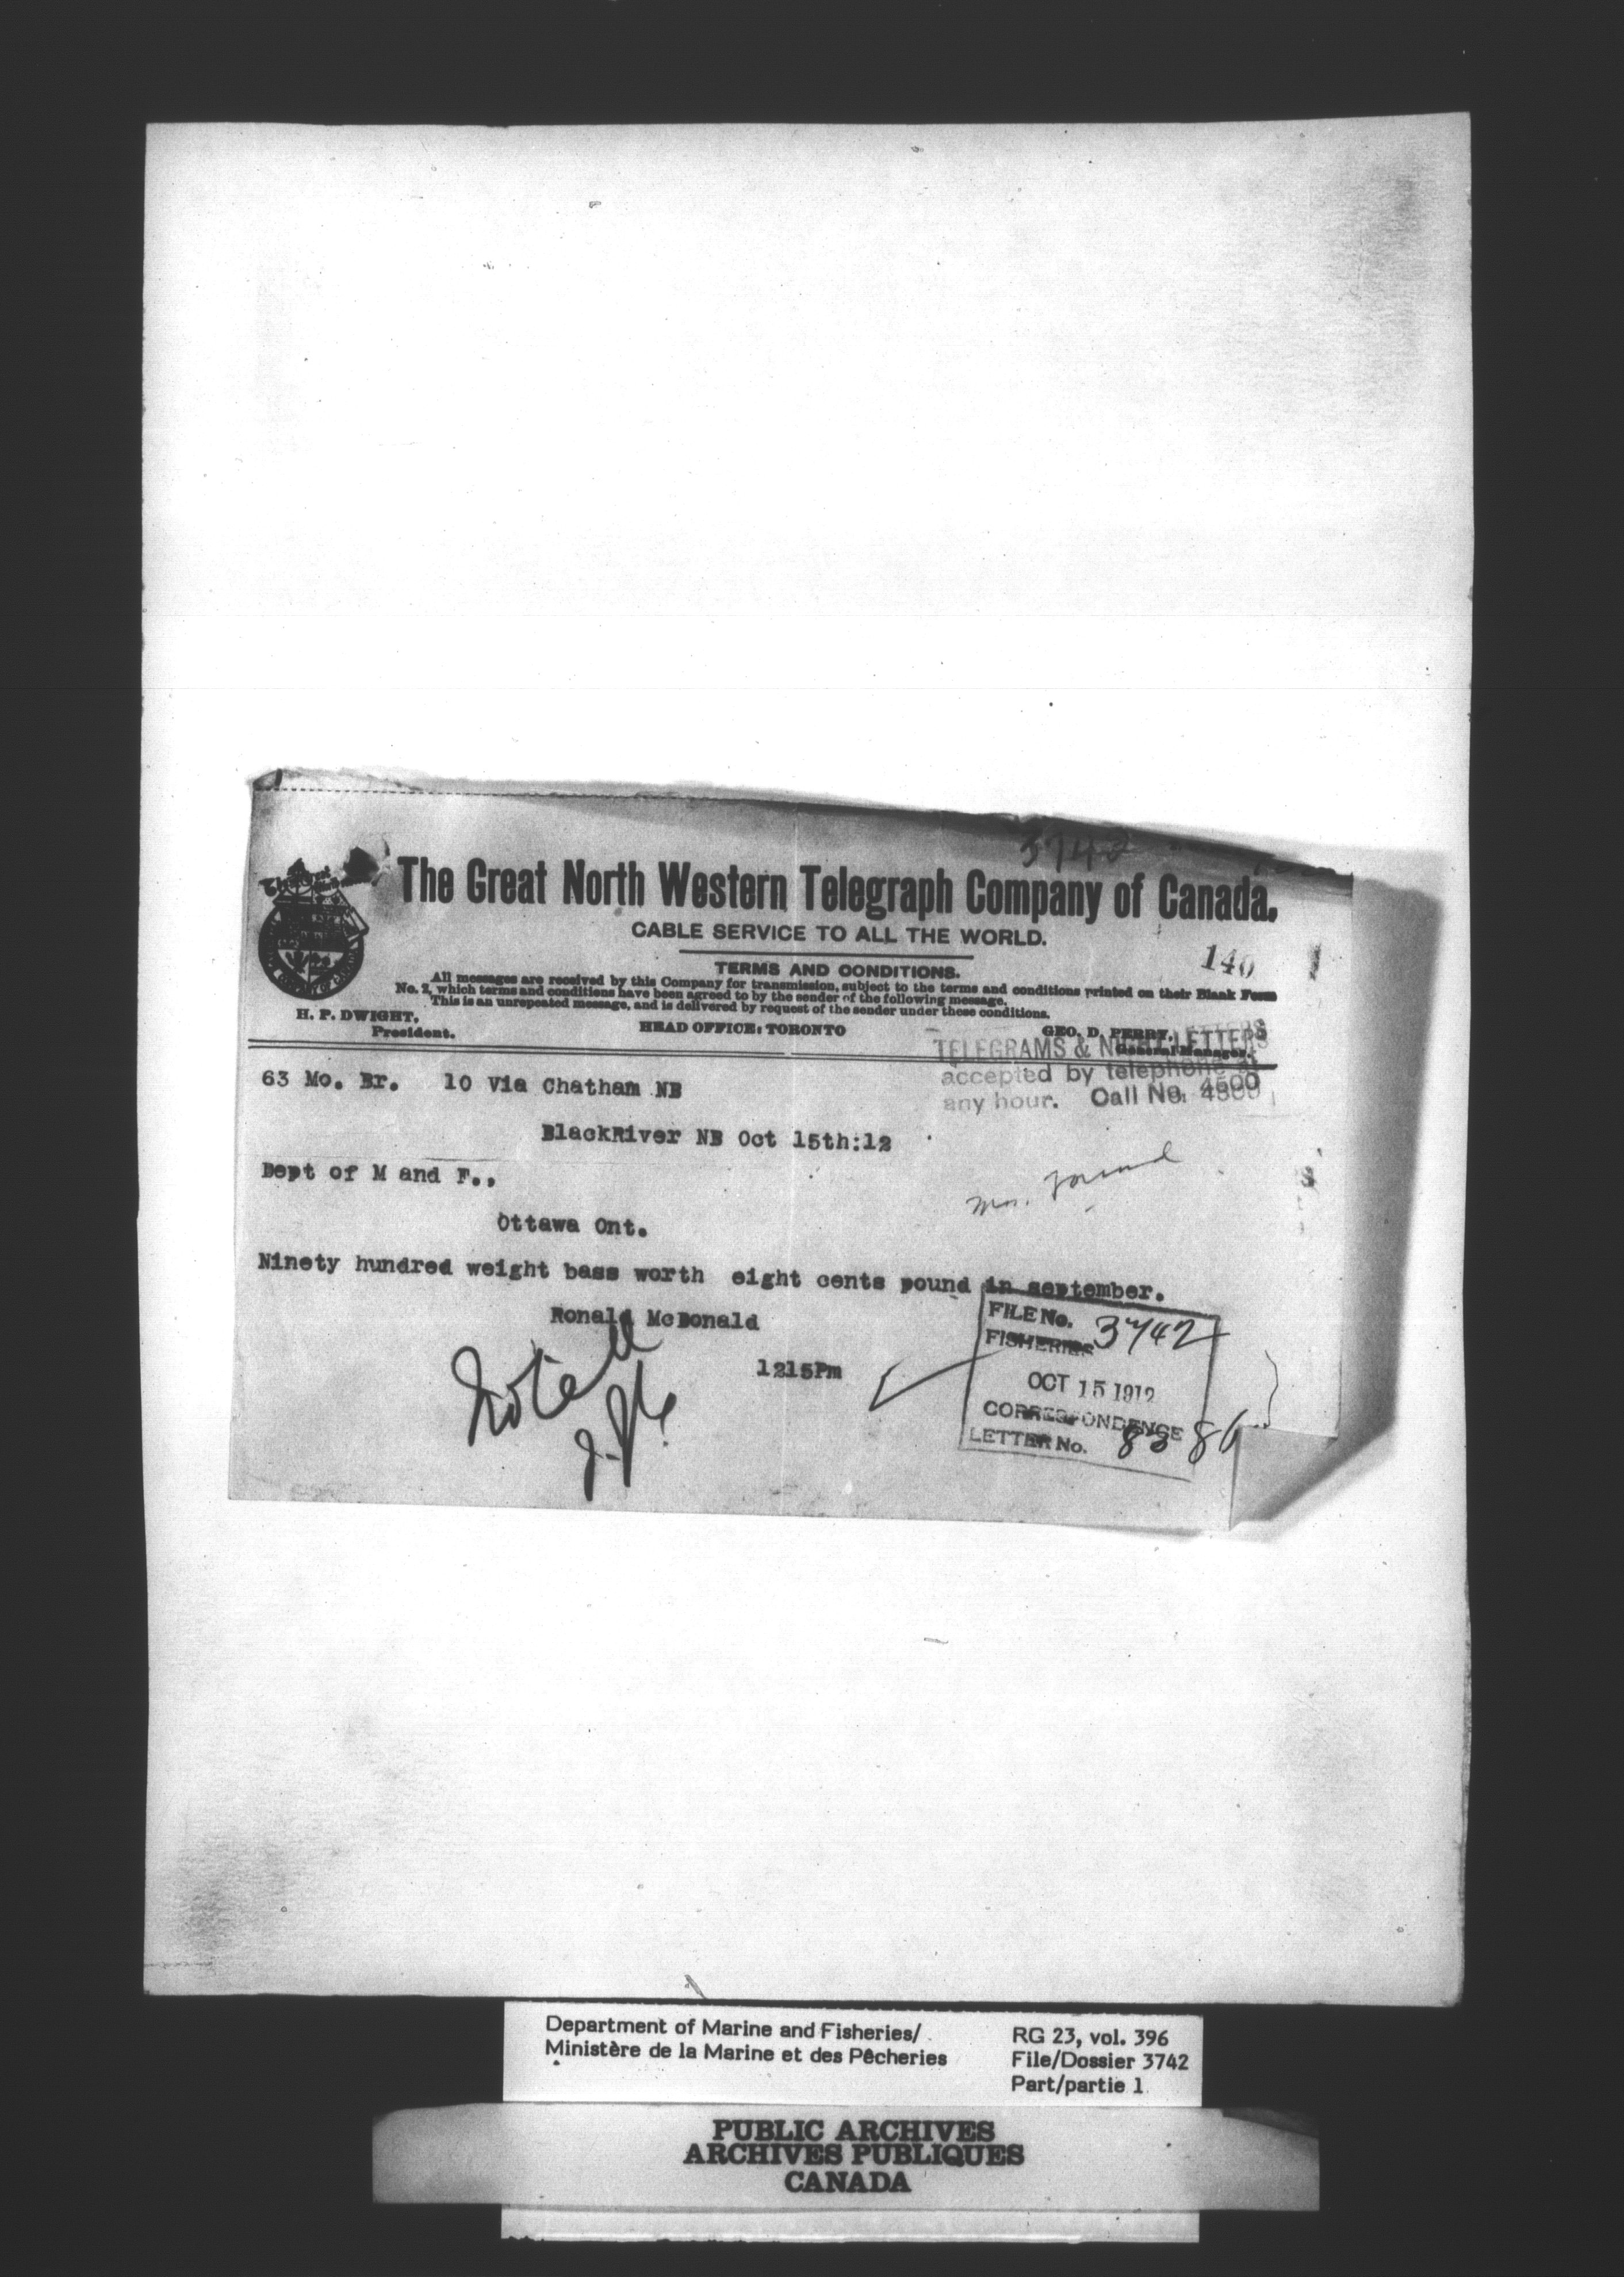 3742
The Great North Western Telegraph Company of Canada.
CABLE SERVICE TO ALL THE WORLD.
140
TERMS AND CONDITIONS.
All messages are received by this Company for transmission, subject to the terms and conditions printed on their Blank Form
No. 2, which terms and conditions have been agreed to by the sender of the following message.
This is an unrepeated message, and is delivered by request of the sender under these conditions.
H. P. DWIGHT,
President.
HEAD OFFICE: TORONTO
GEO. D. PERRY,
General Manager.
TELEGRAMS & NIGHT LETTERS
accepted by telephone at
any hour. Call No. 4500
63 Mo. Br. 10 Via Chatham NB
BlackRiver NB Oct 15th:12
Dept of M and F.,
Mr. Found
Ottawa Ont.
Ninety hundred weight bass worth eight cents pound in september.
Ronald McDonald
1215Pm
FILE No. 3742
FISHERIES
OCT 15 1912
CORRESPONDENCE
LETTER No. 8386
Department of Marine and Fisheries/
Ministère de la Marine et des Pêcheries
RG 23, vol. 396
File/Dossier 3742
Part/partie 1
PUBLIC ARCHIVES
ARCHIVES PUBLIQUES
CANADA